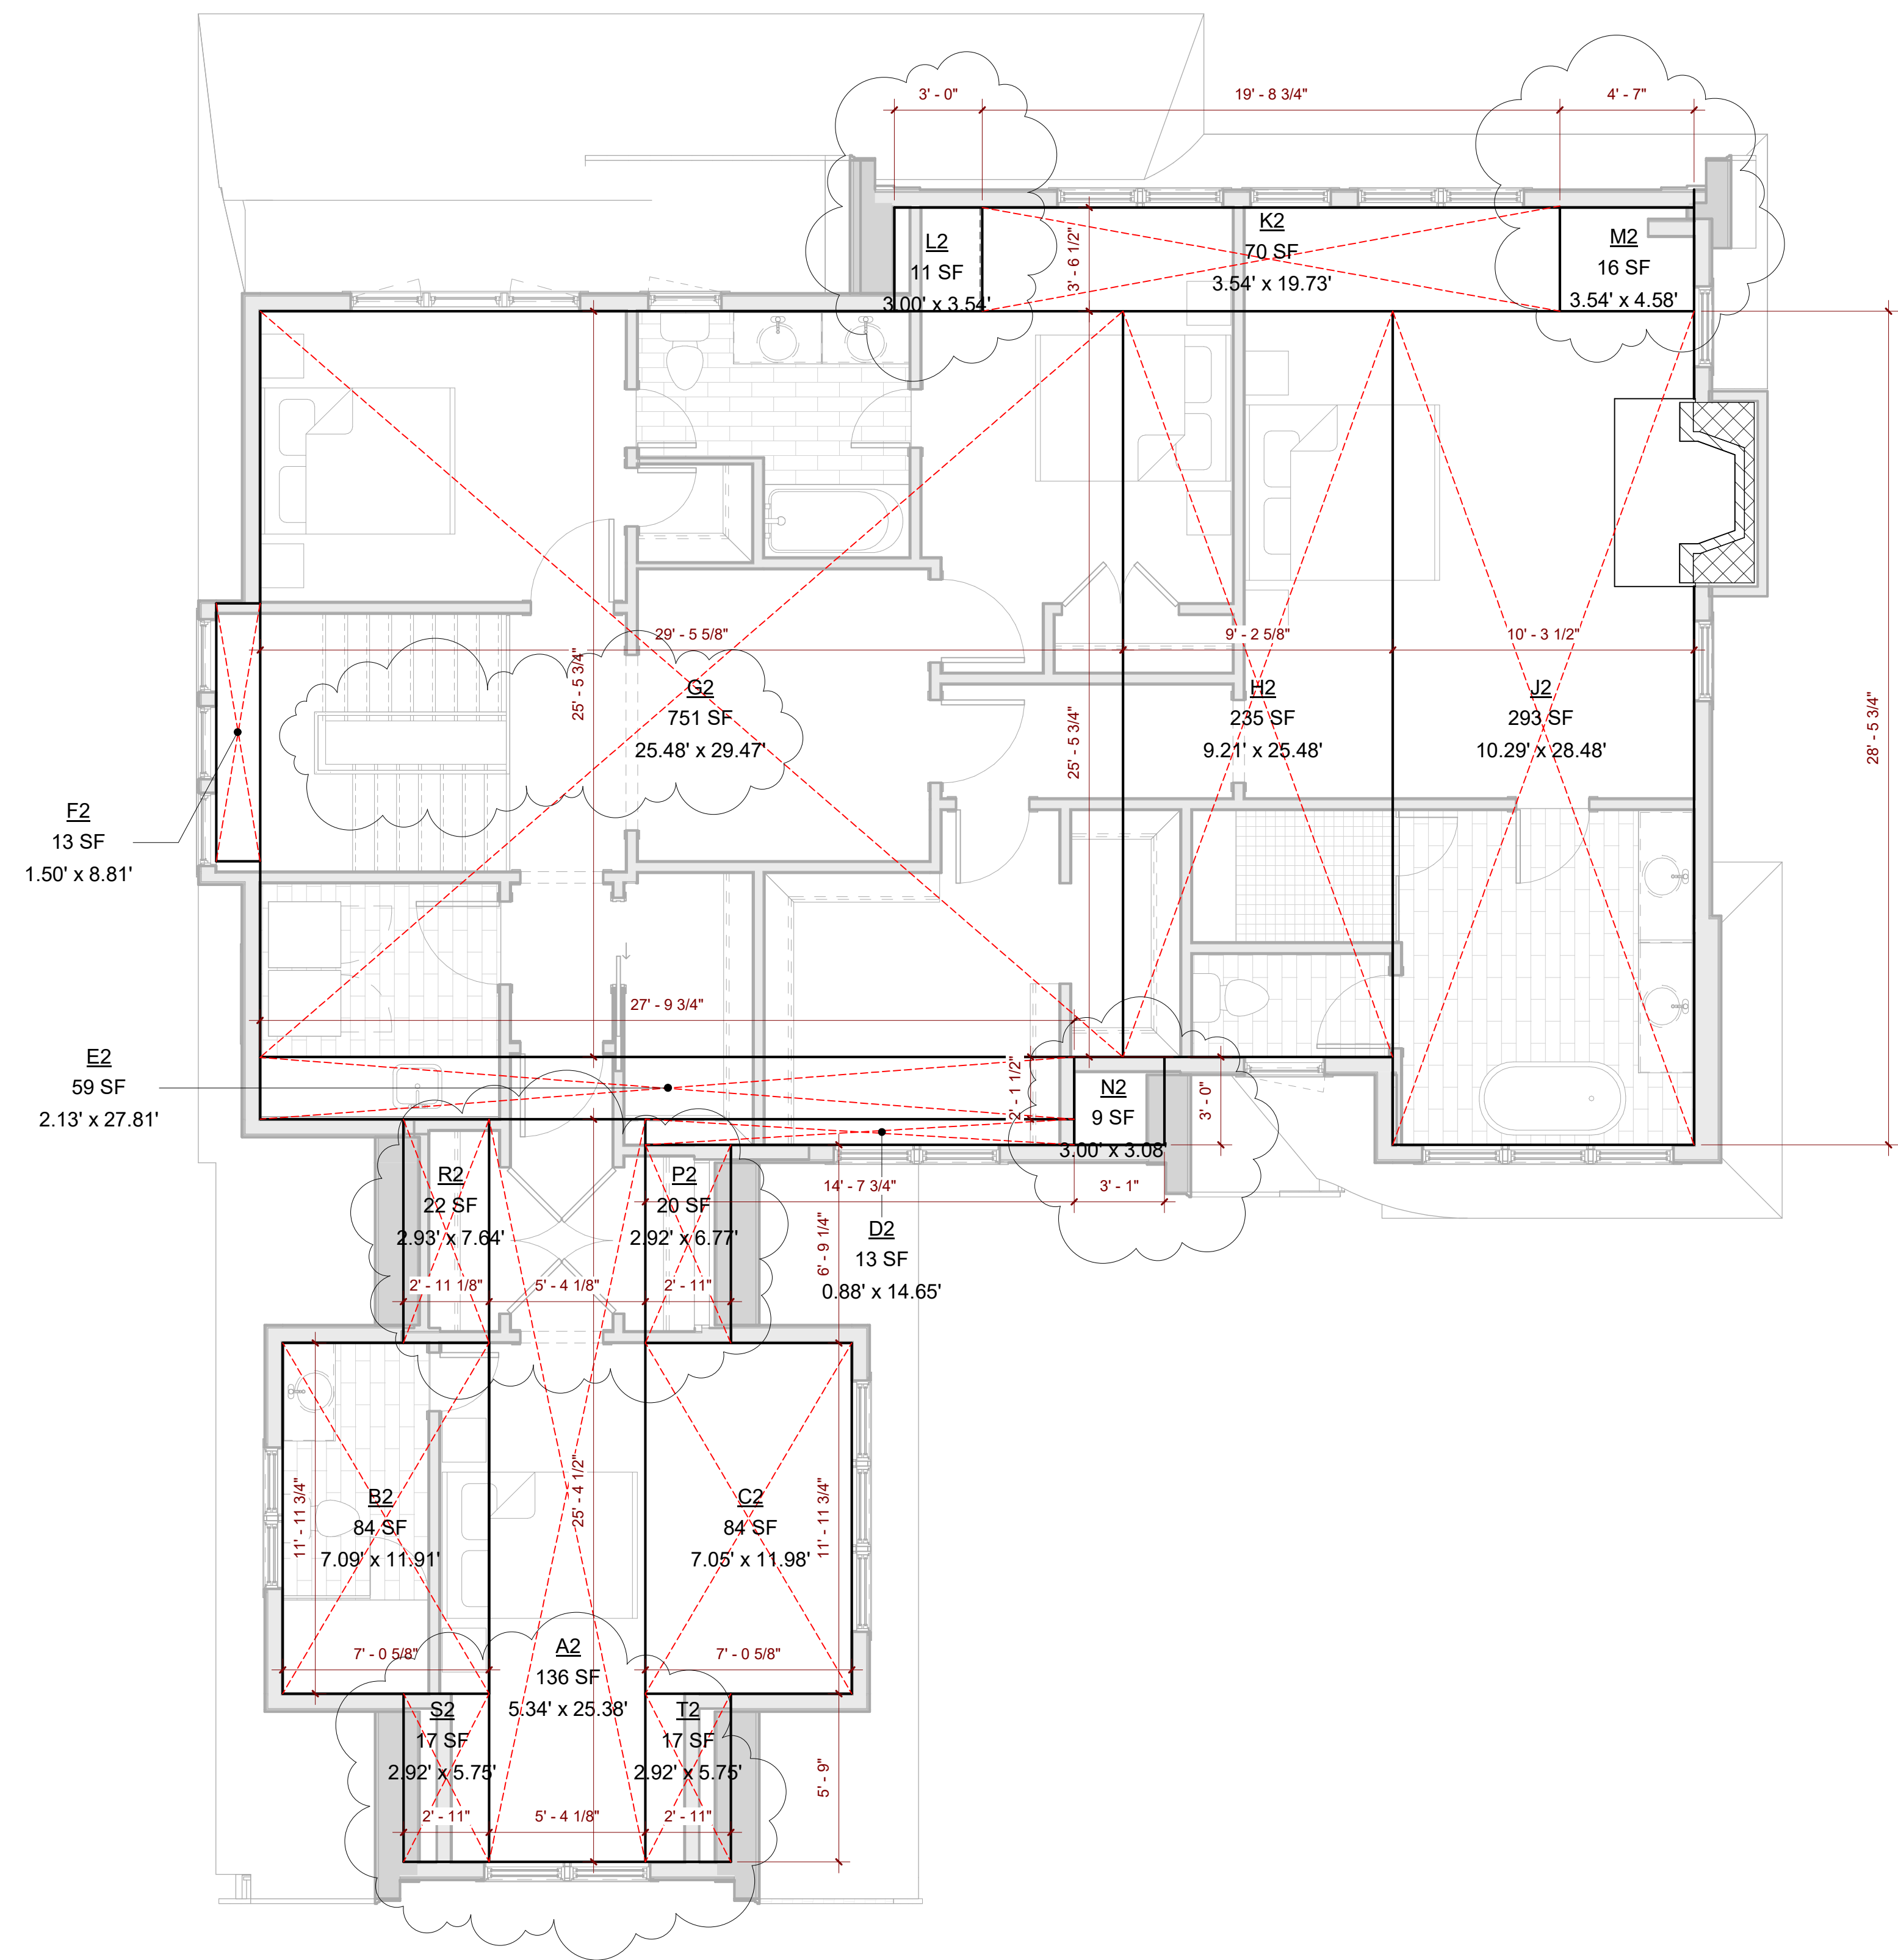 3' - 0"
19' - 8 3/4"
4' - 7"
L2
11 SF
3.00' x 3.54'
3' - 6 1/2"
K2
70 SF
3.54' x 19.73'
M2
16 SF
3.54' x 4.58'
29' - 5 5/8"
9' - 2 5/8"
10' - 3 1/2"
25' - 5 3/4"
G2
751 SF
25.48' x 29.47'
25' - 5 3/4"
H2
235 SF
9.21' x 25.48'
J2
293 SF
10.29' x 28.48'
28' - 5 3/4"
F2
13 SF
1.50' x 8.81'
27' - 9 3/4"
E2
59 SF
2.13' x 27.81'
2' - 1 1/2"
N2
9 SF
3.00' x 3.08'
3' - 0"
R2
22 SF
2.93' x 7.64'
P2
20 SF
2.92' x 6.77'
14' - 7 3/4"
3' - 1"
D2
13 SF
0.88' x 14.65'
6' - 9 1/4"
2' - 11 1/8"
5' - 4 1/8"
2' - 11"
11' - 11 3/4"
B2
84 SF
7.09' x 11.91'
25' - 4 1/2"
C2
84 SF
7.05' x 11.98'
11' - 11 3/4"
7' - 0 5/8"
A2
136 SF
5.34' x 25.38'
7' - 0 5/8"
S2
17 SF
2.92' x 5.75'
T2
17 SF
2.92' x 5.75'
5' - 9"
2' - 11"
5' - 4 1/8"
2' - 11"